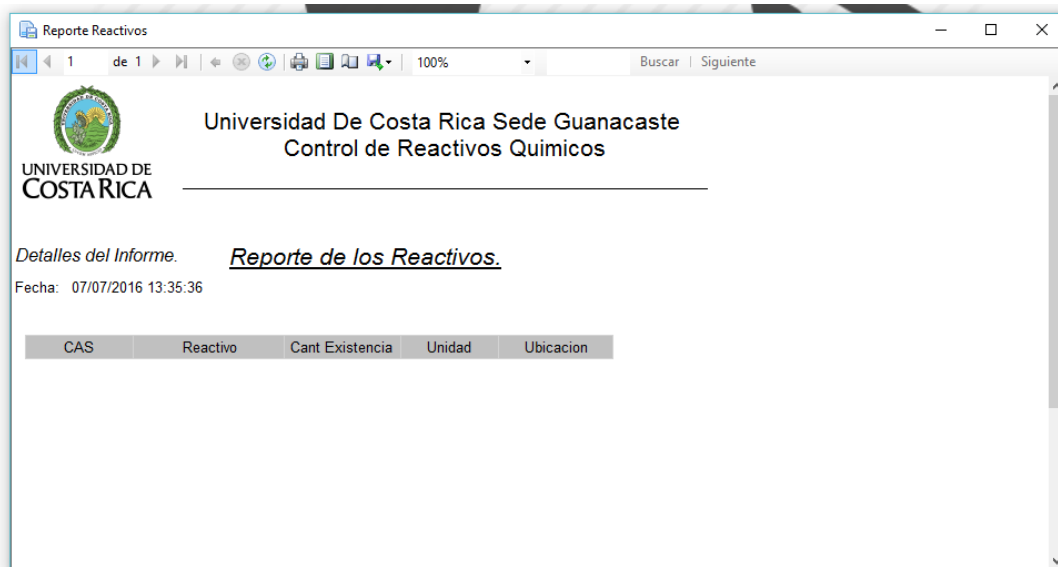 Reporte Reactivos
1 de 1 100% Buscar | Siguiente
Universidad De Costa Rica Sede Guanacaste
Control de Reactivos Quimicos
UNIVERSIDAD DE
COSTA RICA
Detalles del Informe. Reporte de los Reactivos.
Fecha: 07/07/2016 13:35:36
CAS Reactivo Cant Existencia Unidad Ubicacion